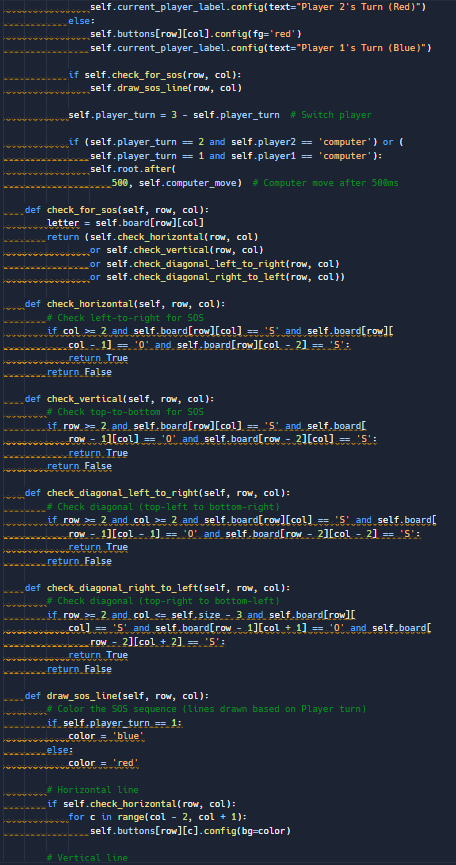 self.current_player_label.config(text="Player 2's Turn (Red)")
else:
self.buttons[row][col].config(fg='red')
self.current_player_label.config(text="Player 1's Turn (Blue)")
if self.check_for_sos(row, col):
self.draw_sos_line(row, col)
self.player_turn = 3 - self.player_turn  # Switch player
if (self.player_turn == 2 and self.player2 == 'computer') or (
self.player_turn == 1 and self.player1 == 'computer'):
self.root.after(
500, self.computer_move)  # Computer move after 500ms
def check_for_sos(self, row, col):
letter = self.board[row][col]
return (self.check_horizontal(row, col)
or self.check_vertical(row, col)
or self.check_diagonal_left_to_right(row, col)
or self.check_diagonal_right_to_left(row, col))
def check_horizontal(self, row, col):
# Check left-to-right for SOS
if col >= 2 and self.board[row][col] == 'S' and self.board[row][
col - 1] == 'O' and self.board[row][col - 2] == 'S':
return True
return False
def check_vertical(self, row, col):
# Check top-to-bottom for SOS
if row >= 2 and self.board[row][col] == 'S' and self.board[
row - 1][col] == 'O' and self.board[row - 2][col] == 'S':
return True
return False
def check_diagonal_left_to_right(self, row, col):
# Check diagonal (top-left to bottom-right)
if row >= 2 and col >= 2 and self.board[row][col] == 'S' and self.board[
row - 1][col - 1] == 'O' and self.board[row - 2][col - 2] == 'S':
return True
return False
def check_diagonal_right_to_left(self, row, col):
# Check diagonal (top-right to bottom-left)
if row >= 2 and col <= self.size - 3 and self.board[row][
col] == 'S' and self.board[row - 1][col + 1] == 'O' and self.board[
row - 2][col + 2] == 'S':
return True
return False
def draw_sos_line(self, row, col):
# Color the SOS sequence (lines drawn based on Player turn)
if self.player_turn == 1:
color = 'blue'
else:
color = 'red'
# Horizontal line
if self.check_horizontal(row, col):
for c in range(col - 2, col + 1):
self.buttons[row][c].config(bg=color)
# Vertical line